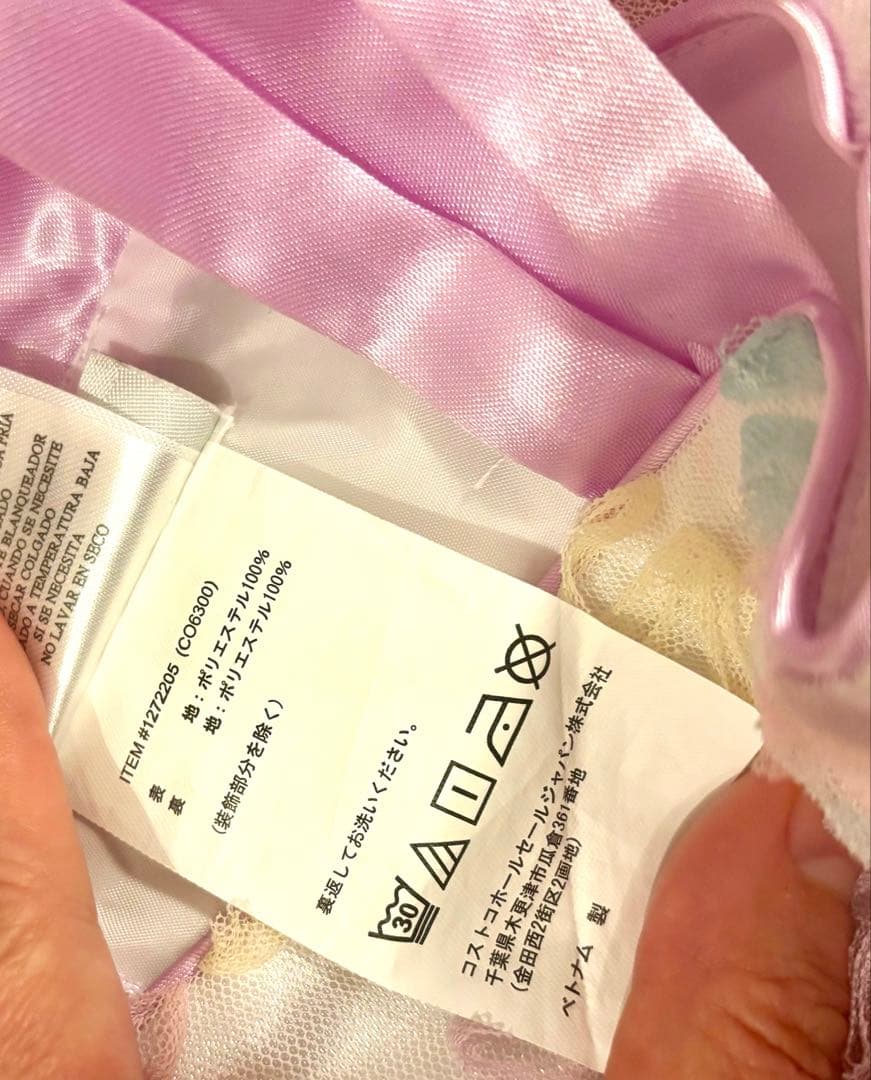 PRÍA
BLANQUEADOR
CUANDO SE NECESITE
SECAR COLGADO
A TEMPERATURA BAJA
SI SE NECESITA
NO LAVAR EN SECO
ITEM #1272205 (CO6300)
表 地:ポリエステル100%
裏 地:ポリエステル100%
(装飾部分を除く)
裏返してお洗いください。
30
コストコホールセールジャパン株式会社
千葉県木更津市瓜倉361番地
(金田西2街区2画地)
ベトナム 製